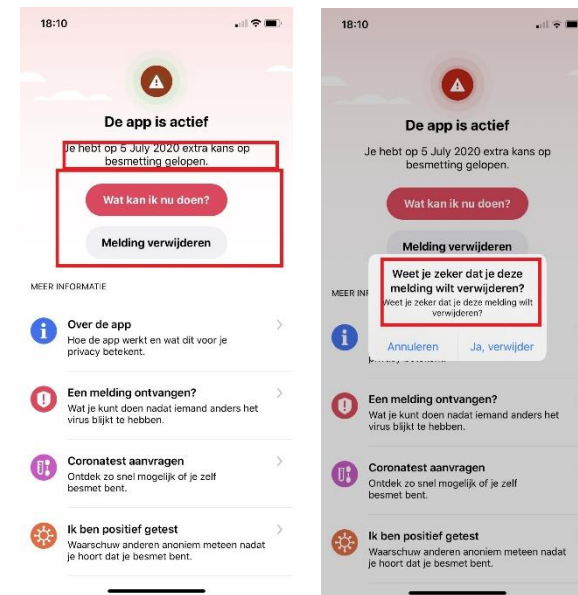 18:10
De app is actief
Je hebt op 5 July 2020 extra kans op
besmetting gelopen.
Wat kan ik nu doen?
Melding verwijderen
MEER INFORMATIE
Over de app
Hoe de app werkt en wat dit voor je
privacy betekent.
Een melding ontvangen?
Wat je kunt doen nadat iemand anders het
virus blijkt te hebben.
Coronatest aanvragen
Ontdek zo snel mogelijk of je zelf
besmet bent.
Ik ben positief getest
Waarschuw anderen anoniem meteen nadat
je hoort dat je besmet bent.
18:10
De app is actief
Je hebt op 5 July 2020 extra kans op
besmetting gelopen.
Wat kan ik nu doen?
Melding verwijderen
Weet je zeker dat je deze
melding wilt verwijderen?
Weet je zeker dat je deze melding wilt
verwijderen?
Annuleren Ja, verwijder
MEER
Een melding ontvangen?
Wat je kunt doen nadat iemand anders het
virus blijkt te hebben.
Coronatest aanvragen
Ontdek zo snel mogelijk of je zelf
besmet bent.
Ik ben positief getest
Waarschuw anderen anoniem meteen nadat
je hoort dat je besmet bent.